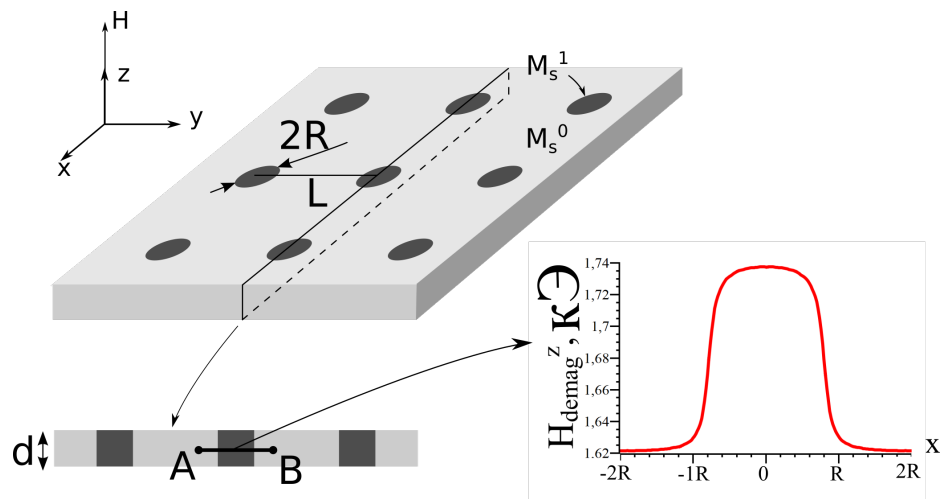 H
z
y
x
M_s^1
M_s^0
2R
L
d
A
B
H_demag^z, кЭ
1,74
1,72
1,7
1,68
1,66
1,64
1.62
-2R
-1R
0
R
2R
x